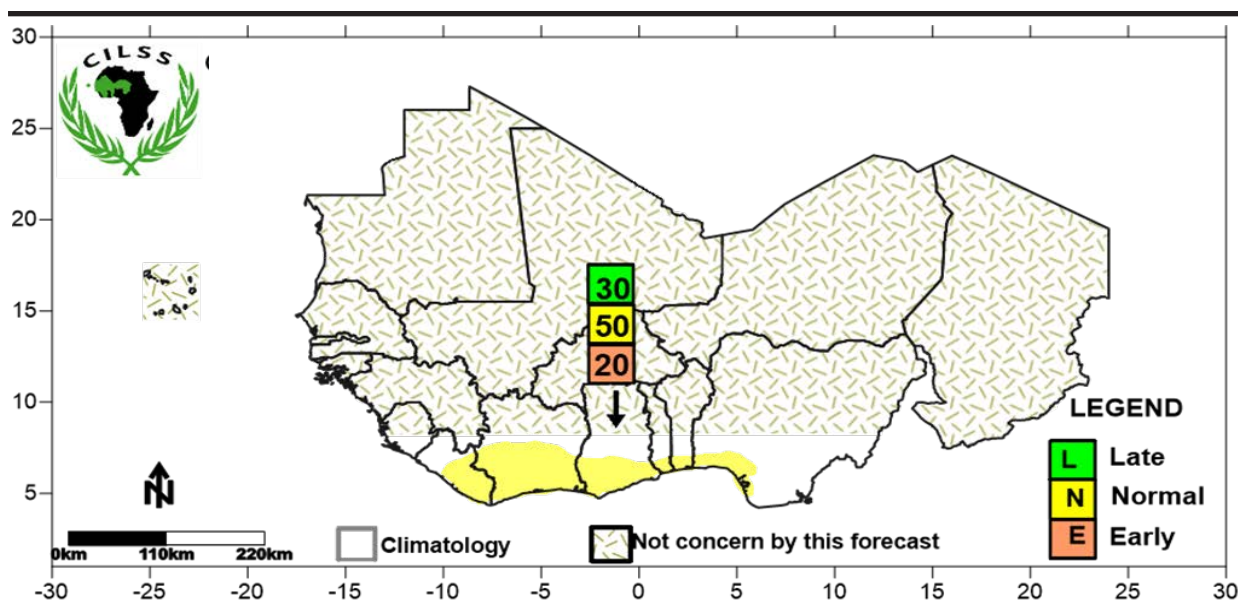 30
CILSS
25
20
15
30
50
20
10
LEGEND
L Late
5
N Normal
E Early
0km 110km 220km
Climatology
Not concern by this forecast
N
-30 -25 -20 -15 -10 -5 0 5 10 15 20 25 30